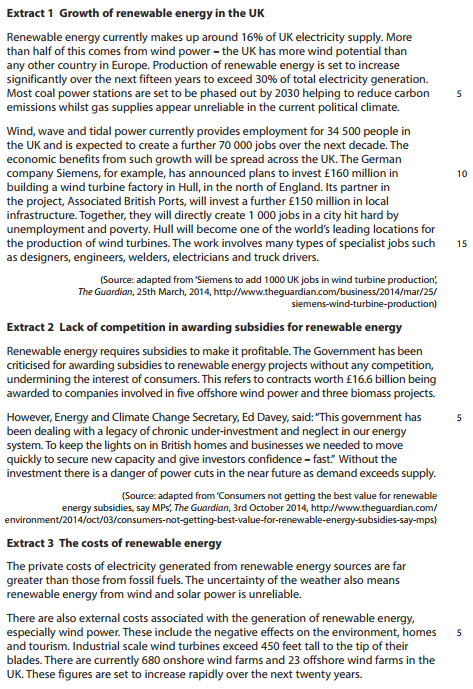 Extract 1 Growth of renewable energy in the UK
Renewable energy currently makes up around 16% of UK electricity supply. More
than half of this comes from wind power – the UK has more wind potential than
any other country in Europe. Production of renewable energy is set to increase
significantly over the next fifteen years to exceed 30% of total electricity generation.
Most coal power stations are set to be phased out by 2030 helping to reduce carbon 5
emissions whilst gas supplies appear unreliable in the current political climate.
Wind, wave and tidal power currently provides employment for 34 500 people in
the UK and is expected to create a further 70 000 jobs over the next decade. The
economic benefits from such growth will be spread across the UK. The German
company Siemens, for example, has announced plans to invest £160 million in 10
building a wind turbine factory in Hull, in the north of England. Its partner in
the project, Associated British Ports, will invest a further £150 million in local
infrastructure. Together, they will directly create 1 000 jobs in a city hit hard by
unemployment and poverty. Hull will become one of the world's leading locations for
the production of wind turbines. The work involves many types of specialist jobs such 15
as designers, engineers, welders, electricians and truck drivers.
(Source: adapted from 'Siemens to add 1000 UK jobs in wind turbine production',
The Guardian, 25th March, 2014, http://www.theguardian.com/business/2014/mar/25/
siemens-wind-turbine-production)
Extract 2 Lack of competition in awarding subsidies for renewable energy
Renewable energy requires subsidies to make it profitable. The Government has been
criticised for awarding subsidies to renewable energy projects without any competition,
undermining the interest of consumers. This refers to contracts worth £16.6 billion being
awarded to companies involved in five offshore wind power and three biomass projects.
However, Energy and Climate Change Secretary, Ed Davey, said: "This government has 5
been dealing with a legacy of chronic under-investment and neglect in our energy
system. To keep the lights on in British homes and businesses we needed to move
quickly to secure new capacity and give investors confidence – fast." Without the
investment there is a danger of power cuts in the near future as demand exceeds supply.
(Source: adapted from 'Consumers not getting the best value for renewable
energy subsidies, say MPs', The Guardian, 3rd October 2014, http://www.theguardian.com/
environment/2014/oct/03/consumers-not-getting-best-value-for-renewable-energy-subsidies-say-mps)
Extract 3 The costs of renewable energy
The private costs of electricity generated from renewable energy sources are far
greater than those from fossil fuels. The uncertainty of the weather also means
renewable energy from wind and solar power is unreliable.
There are also external costs associated with the generation of renewable energy,
especially wind power. These include the negative effects on the environment, homes 5
and tourism. Industrial scale wind turbines exceed 450 feet tall to the tip of their
blades. There are currently 680 onshore wind farms and 23 offshore wind farms in the
UK. These figures are set to increase rapidly over the next twenty years.